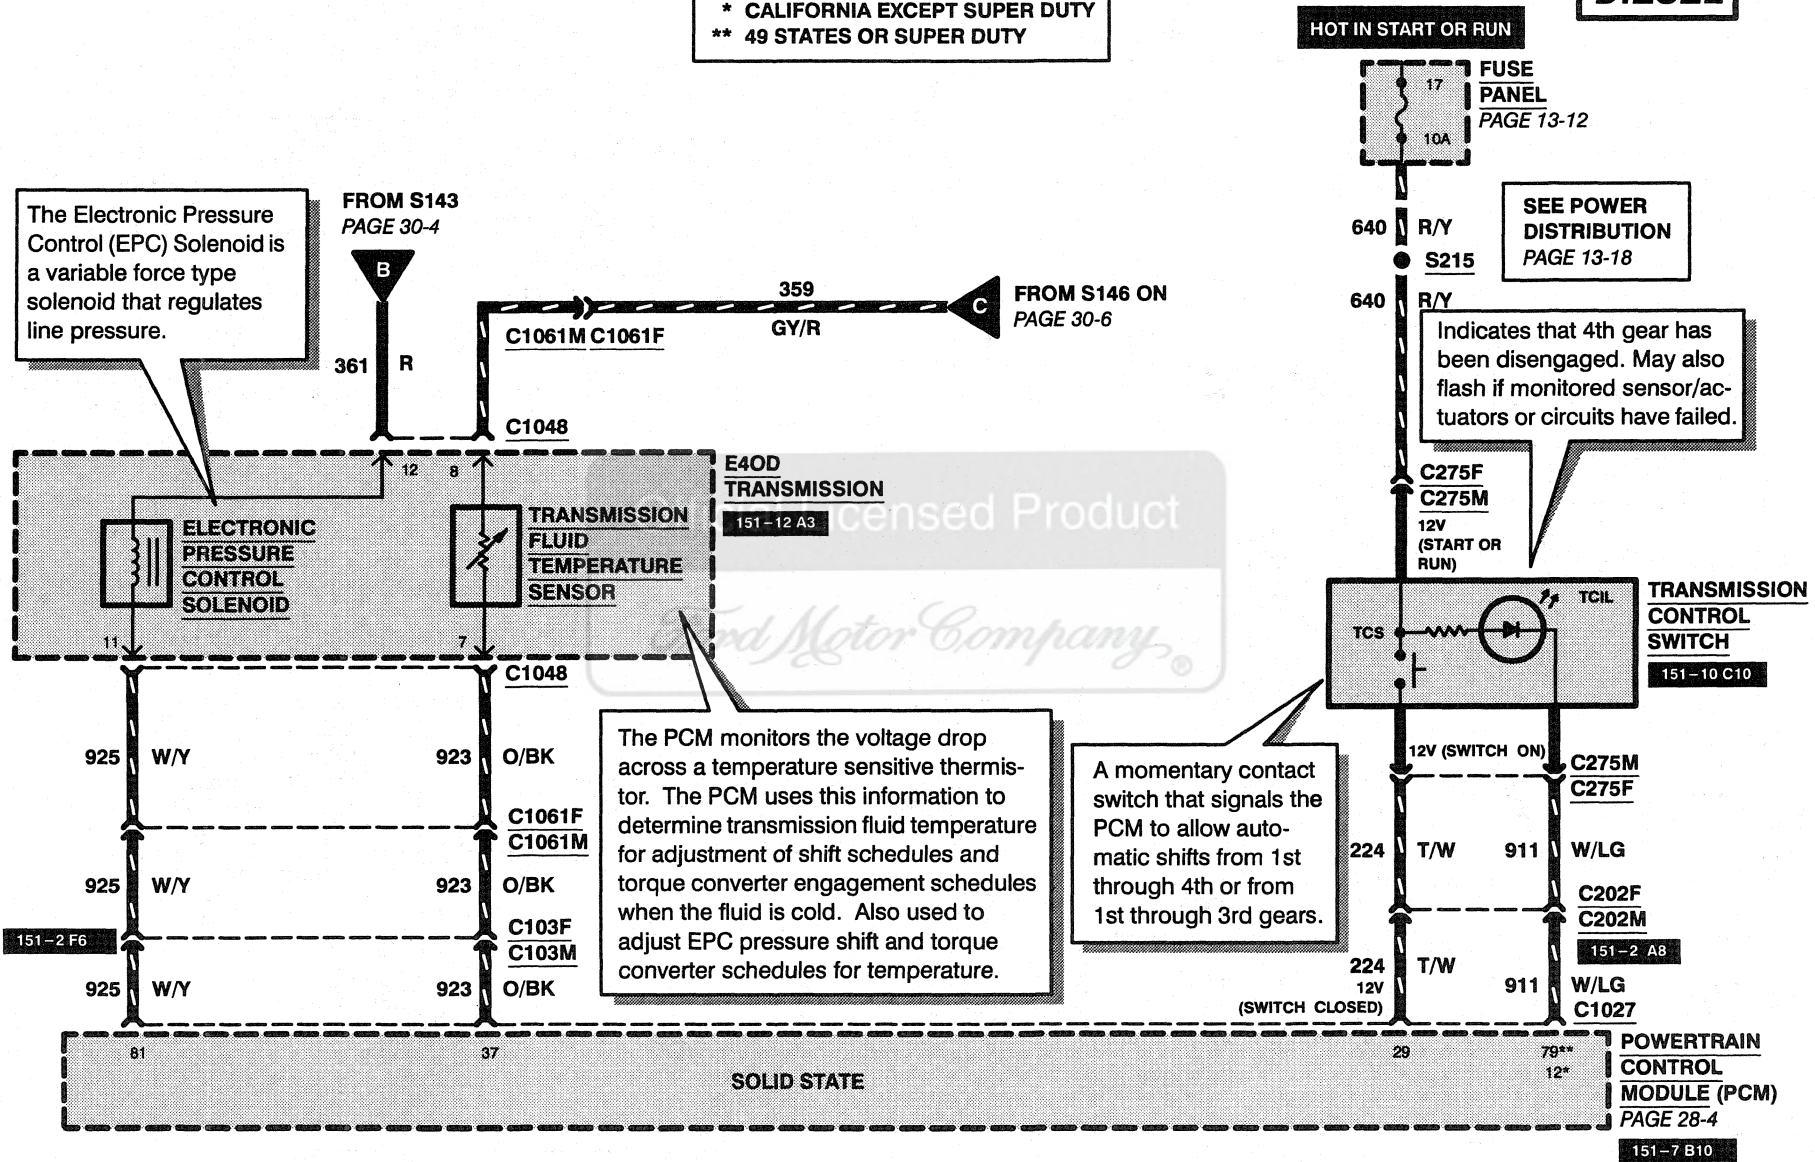 * CALIFORNIA EXCEPT SUPER DUTY
** 49 STATES OR SUPER DUTY
HOT IN START OR RUN
17
10A
FUSE
PANEL
PAGE 13-12
640 R/Y
S215
640 R/Y
SEE POWER
DISTRIBUTION
PAGE 13-18
The Electronic Pressure
Control (EPC) Solenoid is
a variable force type
solenoid that regulates
line pressure.
FROM S143
PAGE 30-4
B
361 R
359
GY/R
C1061M C1061F
C
FROM S146 ON
PAGE 30-6
C1048
Indicates that 4th gear has
been disengaged. May also
flash if monitored sensor/ac-
tuators or circuits have failed.
12 8
E4OD
TRANSMISSION
151-12 A3
ELECTRONIC
PRESSURE
CONTROL
SOLENOID
TRANSMISSION
FLUID
TEMPERATURE
SENSOR
11 7
C1048
Licensed Product
Ford Motor Company
®
C275F
C275M
12V
(START OR
RUN)
TCS
TCIL
TRANSMISSION
CONTROL
SWITCH
151-10 C10
925 W/Y 923 O/BK
C1061F
C1061M
925 W/Y 923 O/BK
151-2 F6
C103F
C103M
925 W/Y 923 O/BK
The PCM monitors the voltage drop
across a temperature sensitive thermis-
tor. The PCM uses this information to
determine transmission fluid temperature
for adjustment of shift schedules and
torque converter engagement schedules
when the fluid is cold. Also used to
adjust EPC pressure shift and torque
converter schedules for temperature.
A momentary contact
switch that signals the
PCM to allow auto-
matic shifts from 1st
through 4th or from
1st through 3rd gears.
12V (SWITCH ON)
C275M
C275F
224 T/W 911 W/LG
C202F
C202M
151-2 A8
224 T/W
12V
(SWITCH CLOSED)
911 W/LG
C1027
81 37 29 79**
12*
SOLID STATE
POWERTRAIN
CONTROL
MODULE (PCM)
PAGE 28-4
151-7 B10